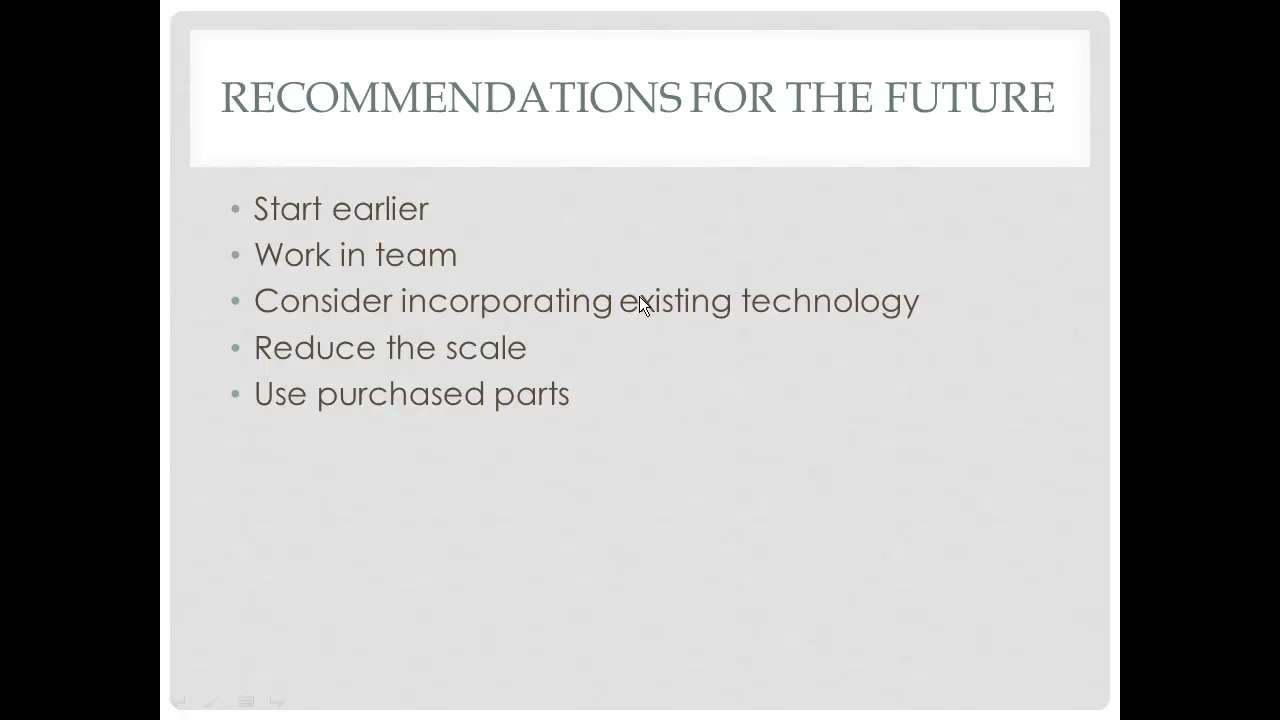 RECOMMENDATIONS FOR THE FUTURE
• Start earlier
• Work in team
• Consider incorporating existing technology
• Reduce the scale
• Use purchased parts